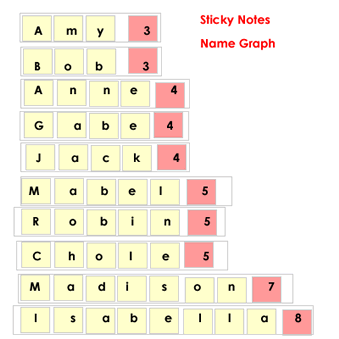 Sticky Notes
Name Graph
A m y 3
B o b 3
A n n e 4
G a b e 4
J a c k 4
M a b e l 5
R o b i n 5
C h o l e 5
M a d i s o n 7
I s a b e l l a 8